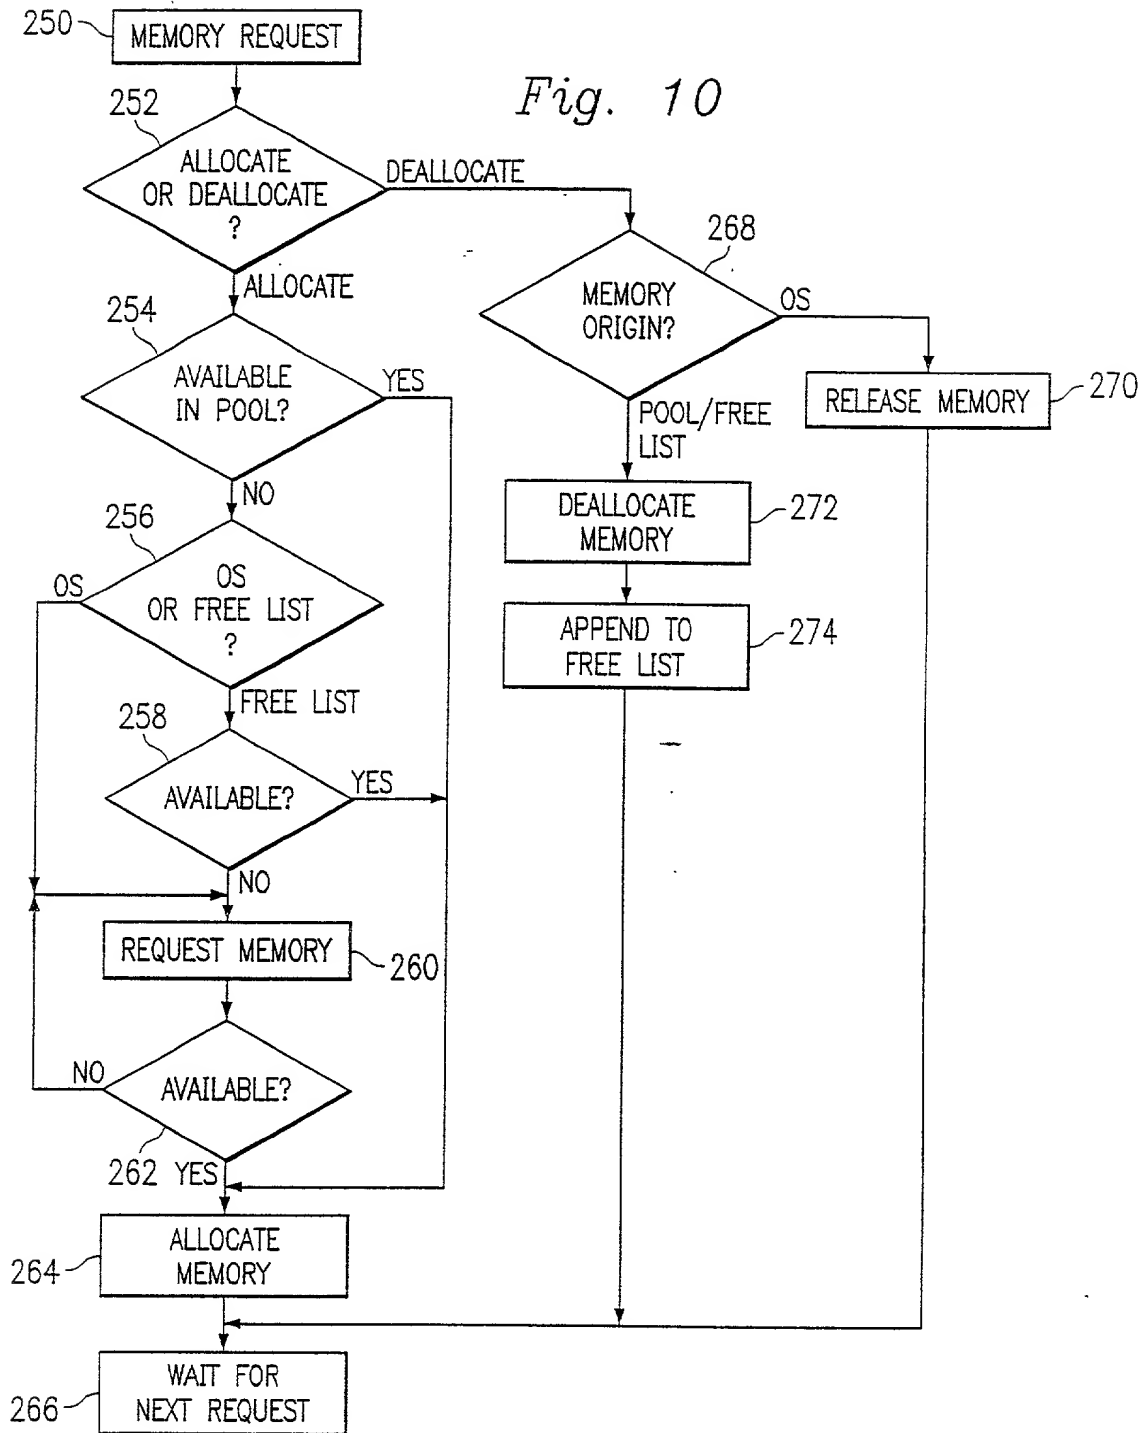 250
MEMORY REQUEST
Fig. 10
252
ALLOCATE
OR DEALLOCATE
?
DEALLOCATE
ALLOCATE
268
MEMORY
ORIGIN?
OS
254
AVAILABLE
IN POOL?
YES
RELEASE MEMORY
270
POOL/FREE
LIST
NO
DEALLOCATE
MEMORY
272
256
OS
OS
OR FREE LIST
?
APPEND TO
FREE LIST
274
FREE LIST
258
AVAILABLE?
YES
NO
REQUEST MEMORY
260
NO
AVAILABLE?
262
YES
ALLOCATE
MEMORY
264
WAIT FOR
NEXT REQUEST
266